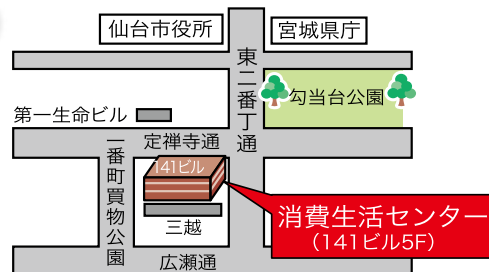 仙台市役所
宮城県庁
東二番丁通
勾当台公園
第一生命ビル
定禅寺通
一番町買物公園
141ビル
三越
消費生活センター
（141ビル5F）
広瀬通